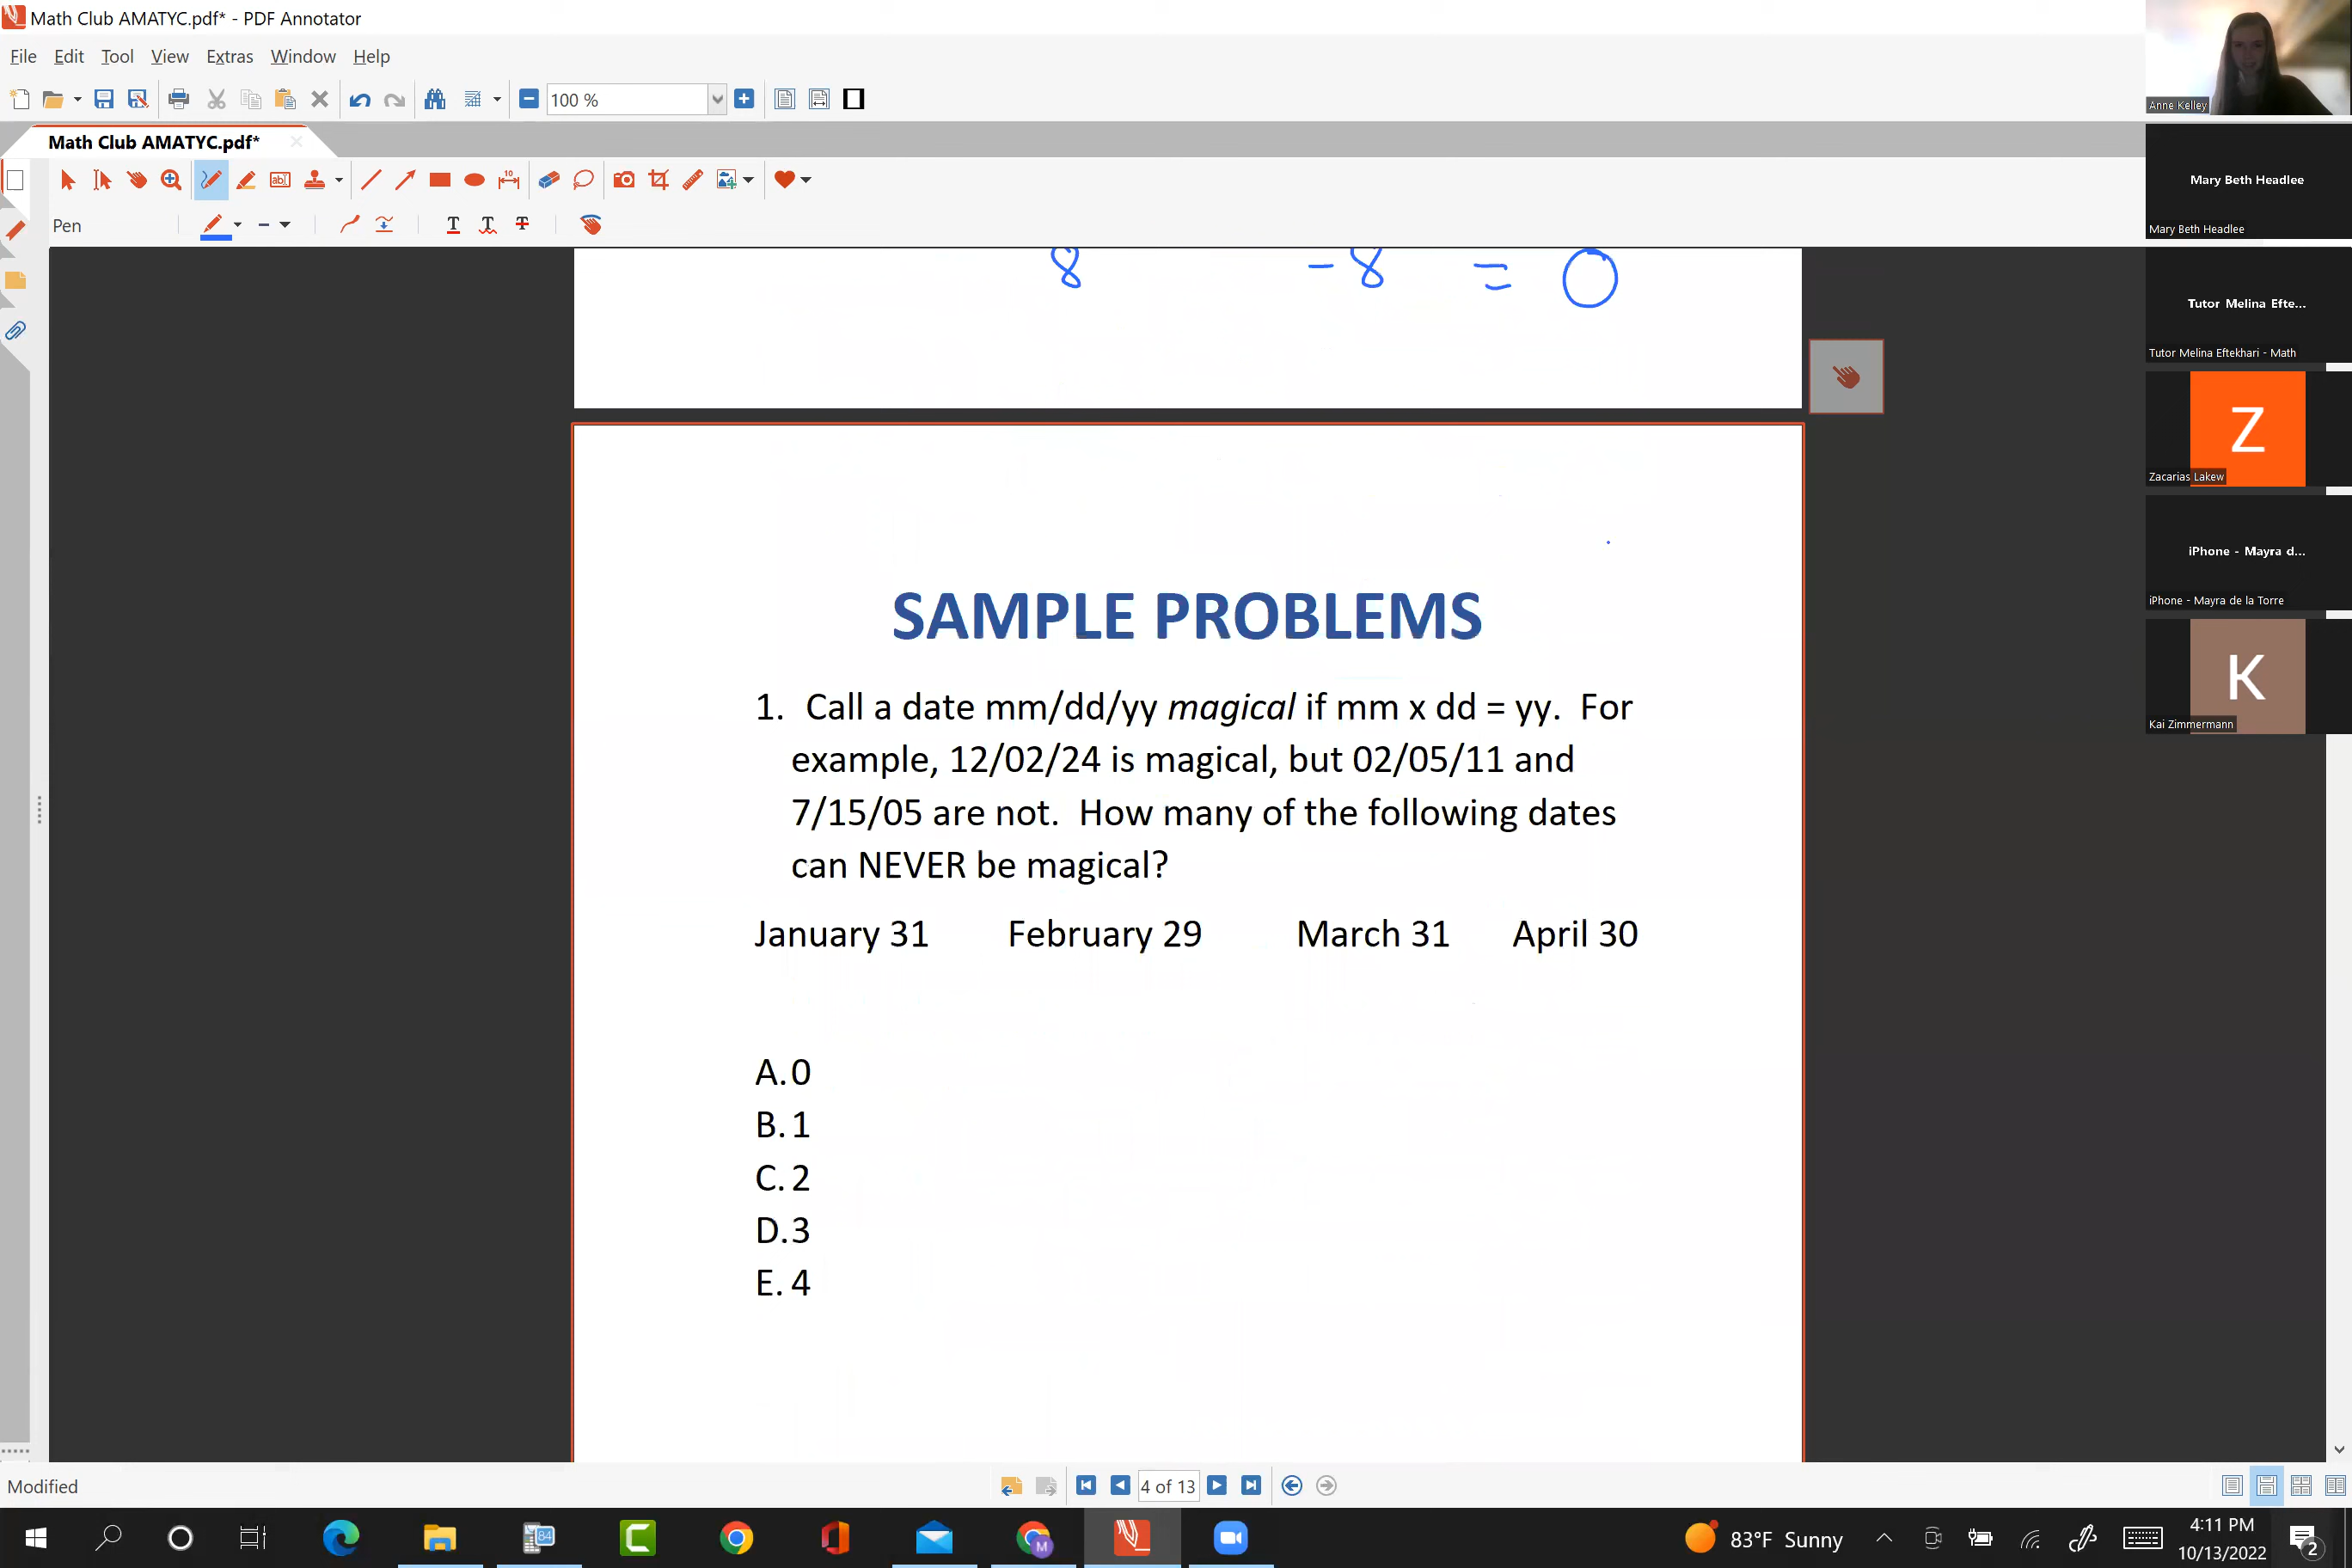 Math Club AMATYC.pdf* - PDF Annotator
File Edit Tool View Extras Window Help
100 %
Math Club AMATYC.pdf*
Pen
8 - 8 = 0
SAMPLE PROBLEMS
1. Call a date mm/dd/yy magical if mm x dd = yy. For
example, 12/02/24 is magical, but 02/05/11 and
7/15/05 are not. How many of the following dates
can NEVER be magical?
January 31 February 29 March 31 April 30
A. 0
B. 1
C. 2
D. 3
E. 4
Anne Kelley
Mary Beth Headlee
Mary Beth Headlee
Tutor Melina Efte...
Tutor Melina Eftekhari - Math
Z
Zacarias Lakew
iPhone - Mayra d...
iPhone - Mayra de la Torre
K
Kai Zimmermann
Modified
4 of 13
84
M
83°F Sunny
4:11 PM
10/13/2022
2